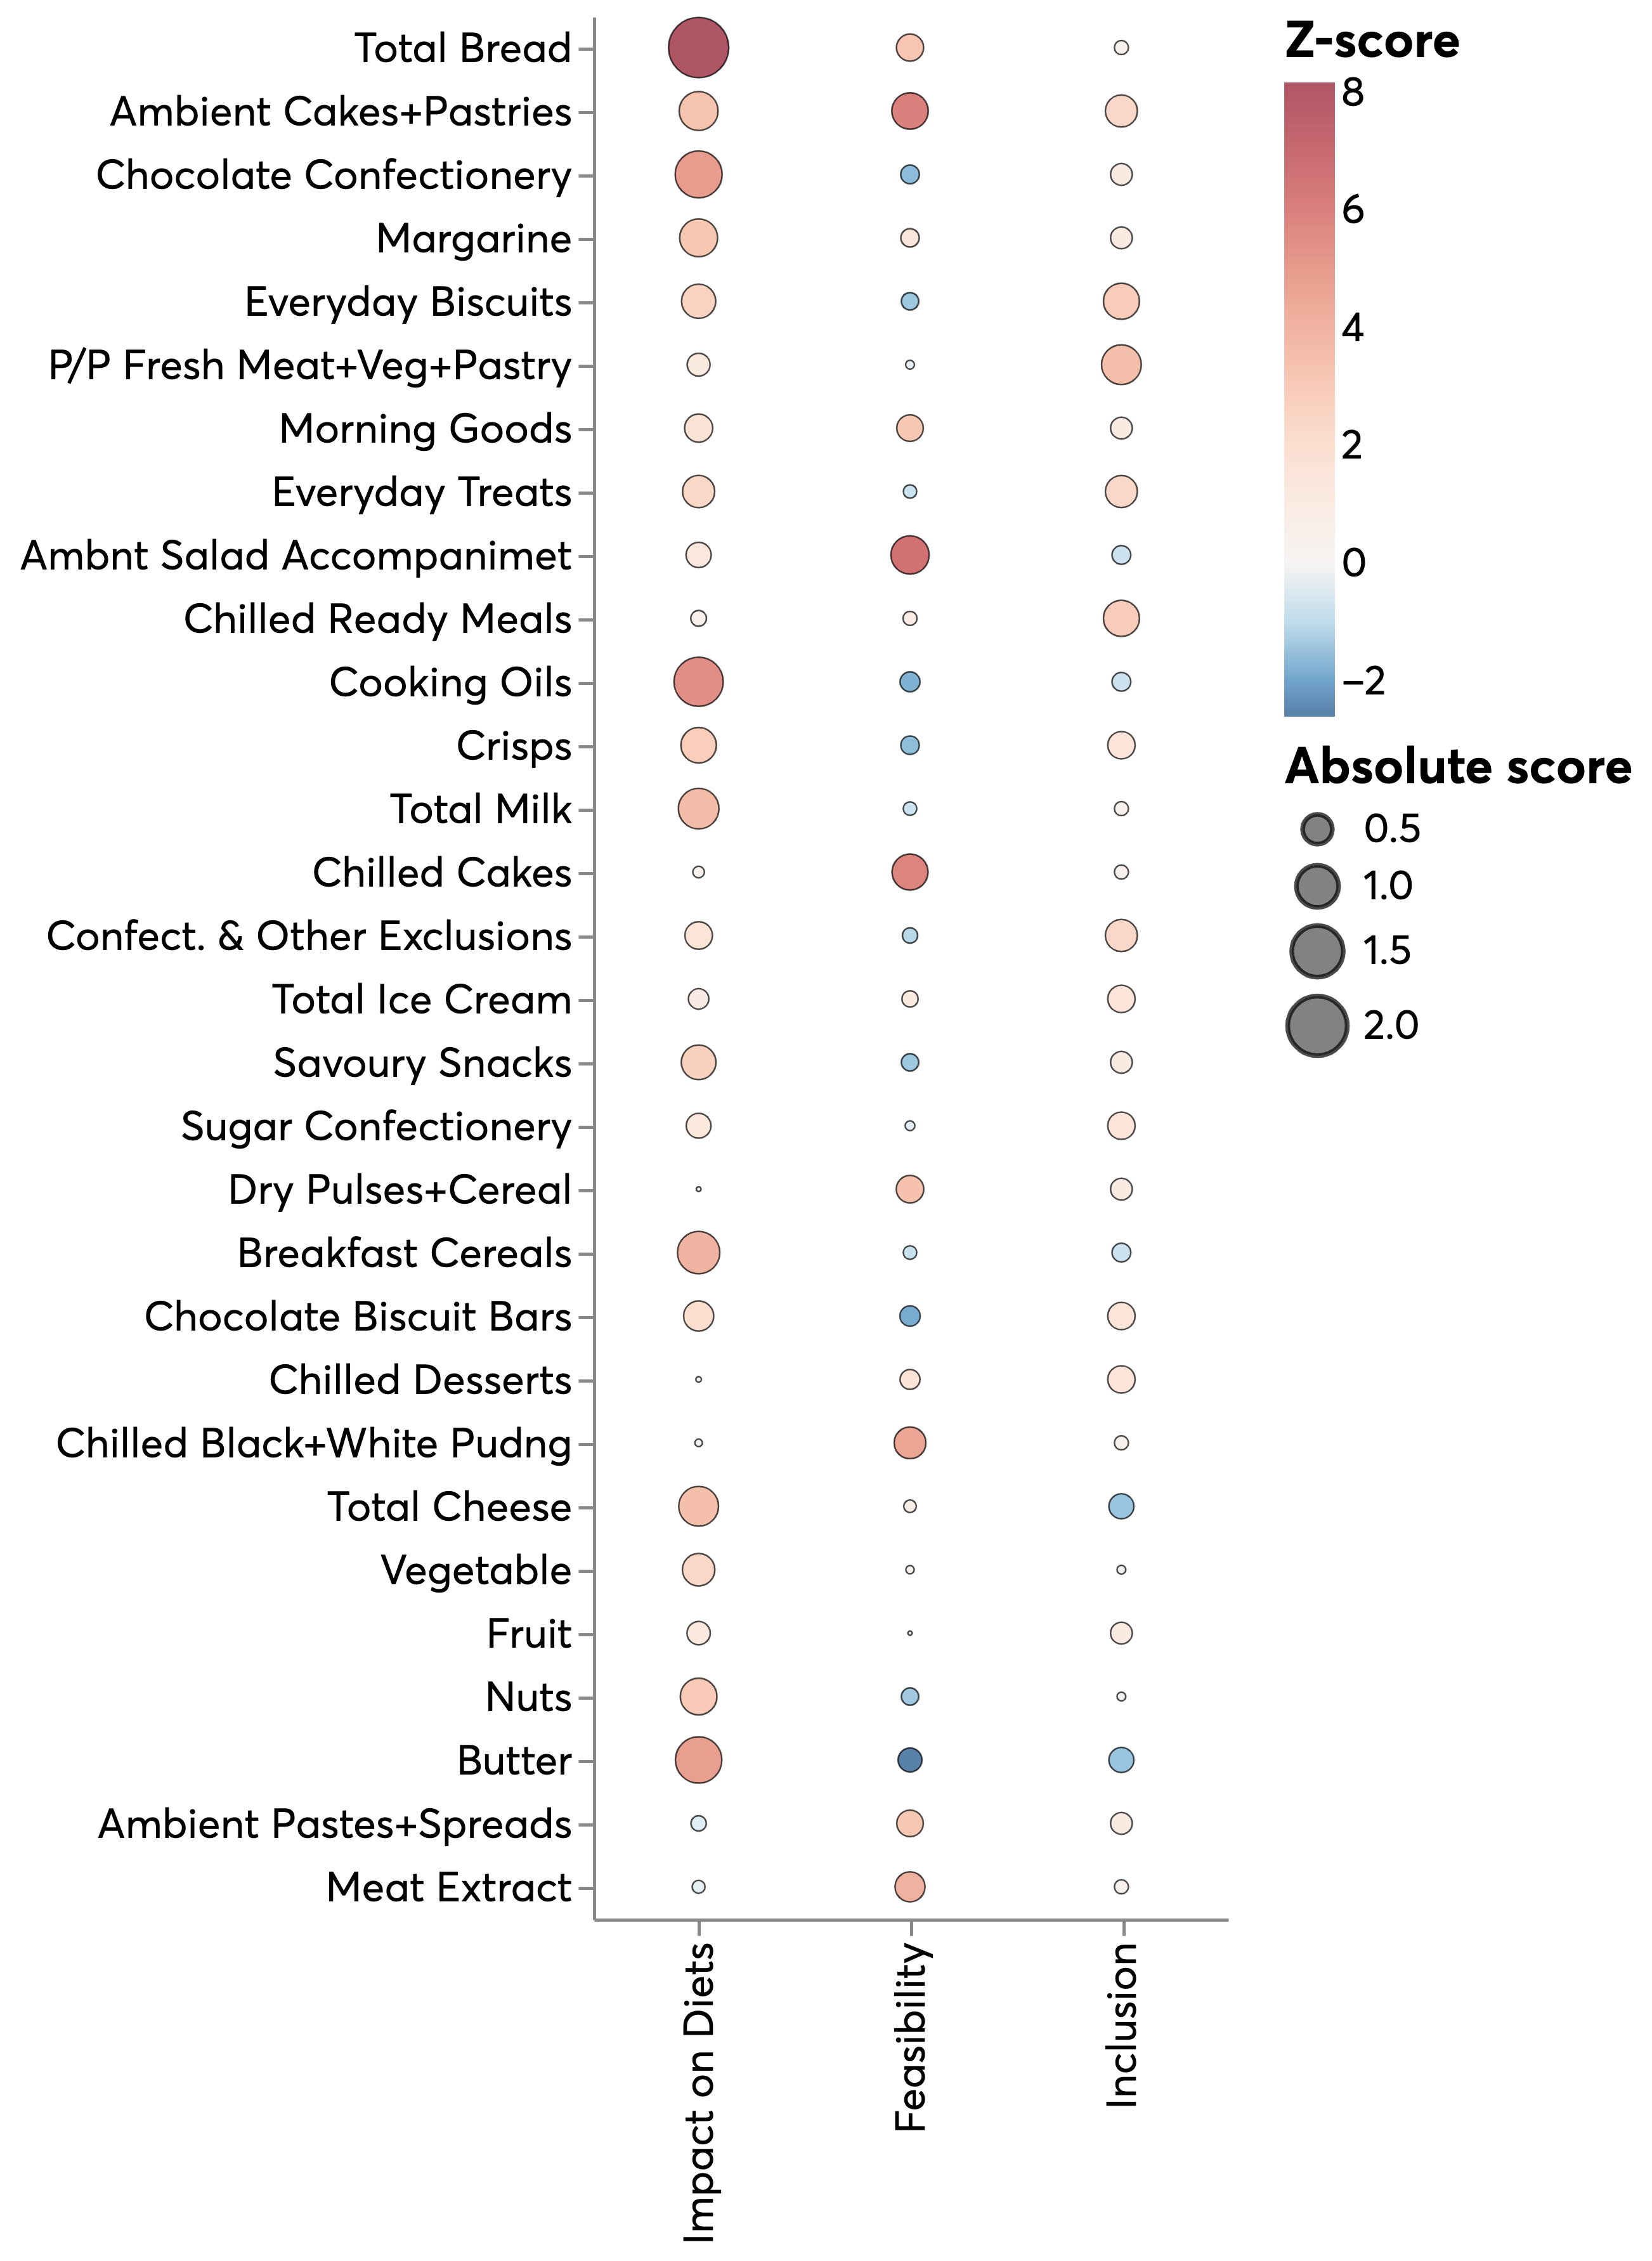 Total Bread
Ambient Cakes+Pastries
Chocolate Confectionery
Margarine
Everyday Biscuits
P/P Fresh Meat+Veg+Pastry
Morning Goods
Everyday Treats
Ambnt Salad Accompanimet
Chilled Ready Meals
Cooking Oils
Crisps
Total Milk
Chilled Cakes
Confect. & Other Exclusions
Total Ice Cream
Savoury Snacks
Sugar Confectionery
Dry Pulses+Cereal
Breakfast Cereals
Chocolate Biscuit Bars
Chilled Desserts
Chilled Black+White Pudng
Total Cheese
Vegetable
Fruit
Nuts
Butter
Ambient Pastes+Spreads
Meat Extract
Impact on Diets
Feasibility
Inclusion
Z-score
8
6
4
2
0
−2
Absolute score
0.5
1.0
1.5
2.0